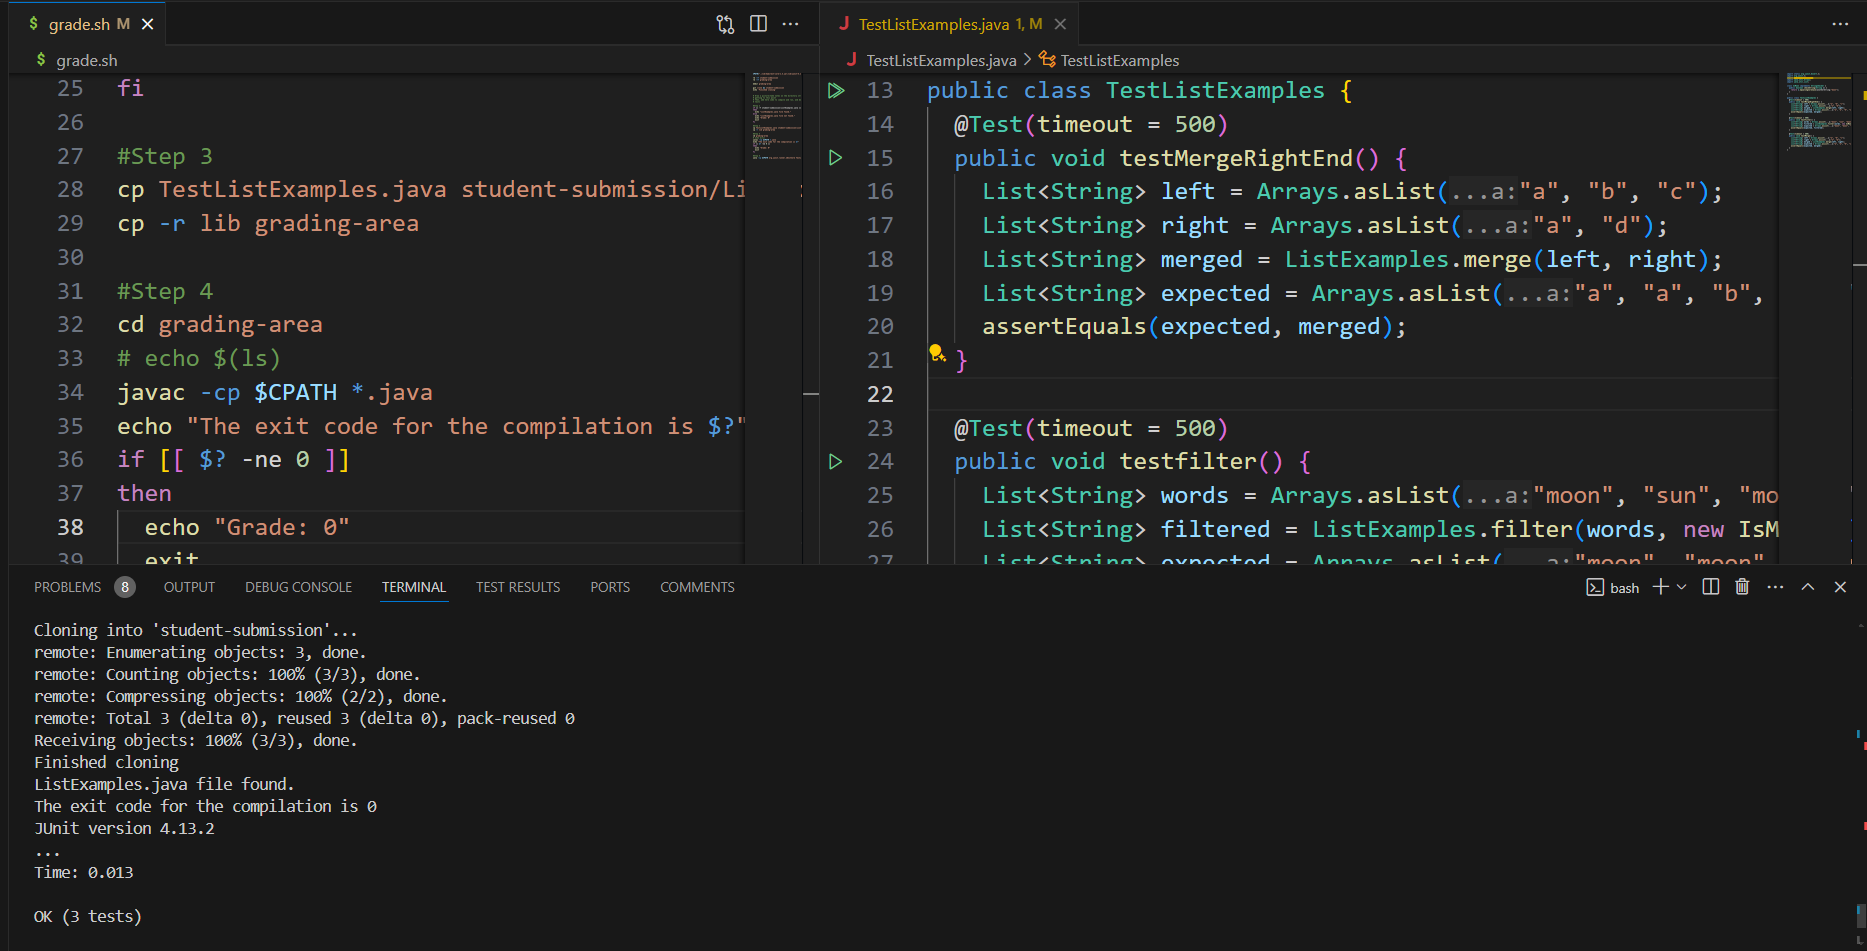 $ grade.sh M
$ grade.sh
25 fi
26
27 #Step 3
28 cp TestListExamples.java student-submission/Li
29 cp -r lib grading-area
30
31 #Step 4
32 cd grading-area
33 # echo $(ls)
34 javac -cp $CPATH *.java
35 echo "The exit code for the compilation is $?"
36 if [[ $? -ne 0 ]]
37 then
38 echo "Grade: 0"
39 exit
J TestListExamples.java 1, M
J TestListExamples.java > TestListExamples
13 public class TestListExamples {
14 @Test(timeout = 500)
15 public void testMergeRightEnd() {
16 List<String> left = Arrays.asList(...a:"a", "b", "c");
17 List<String> right = Arrays.asList(...a:"a", "d");
18 List<String> merged = ListExamples.merge(left, right);
19 List<String> expected = Arrays.asList(...a:"a", "a", "b",
20 assertEquals(expected, merged);
21 }
22
23 @Test(timeout = 500)
24 public void testfilter() {
25 List<String> words = Arrays.asList(...a:"moon", "sun", "mo
26 List<String> filtered = ListExamples.filter(words, new IsM
27 List<String> expected = Arrays.asList(...a:"moon", "moon"
PROBLEMS 8 OUTPUT DEBUG CONSOLE TERMINAL TEST RESULTS PORTS COMMENTS bash
Cloning into 'student-submission'...
remote: Enumerating objects: 3, done.
remote: Counting objects: 100% (3/3), done.
remote: Compressing objects: 100% (2/2), done.
remote: Total 3 (delta 0), reused 3 (delta 0), pack-reused 0
Receiving objects: 100% (3/3), done.
Finished cloning
ListExamples.java file found.
The exit code for the compilation is 0
JUnit version 4.13.2
...
Time: 0.013
OK (3 tests)